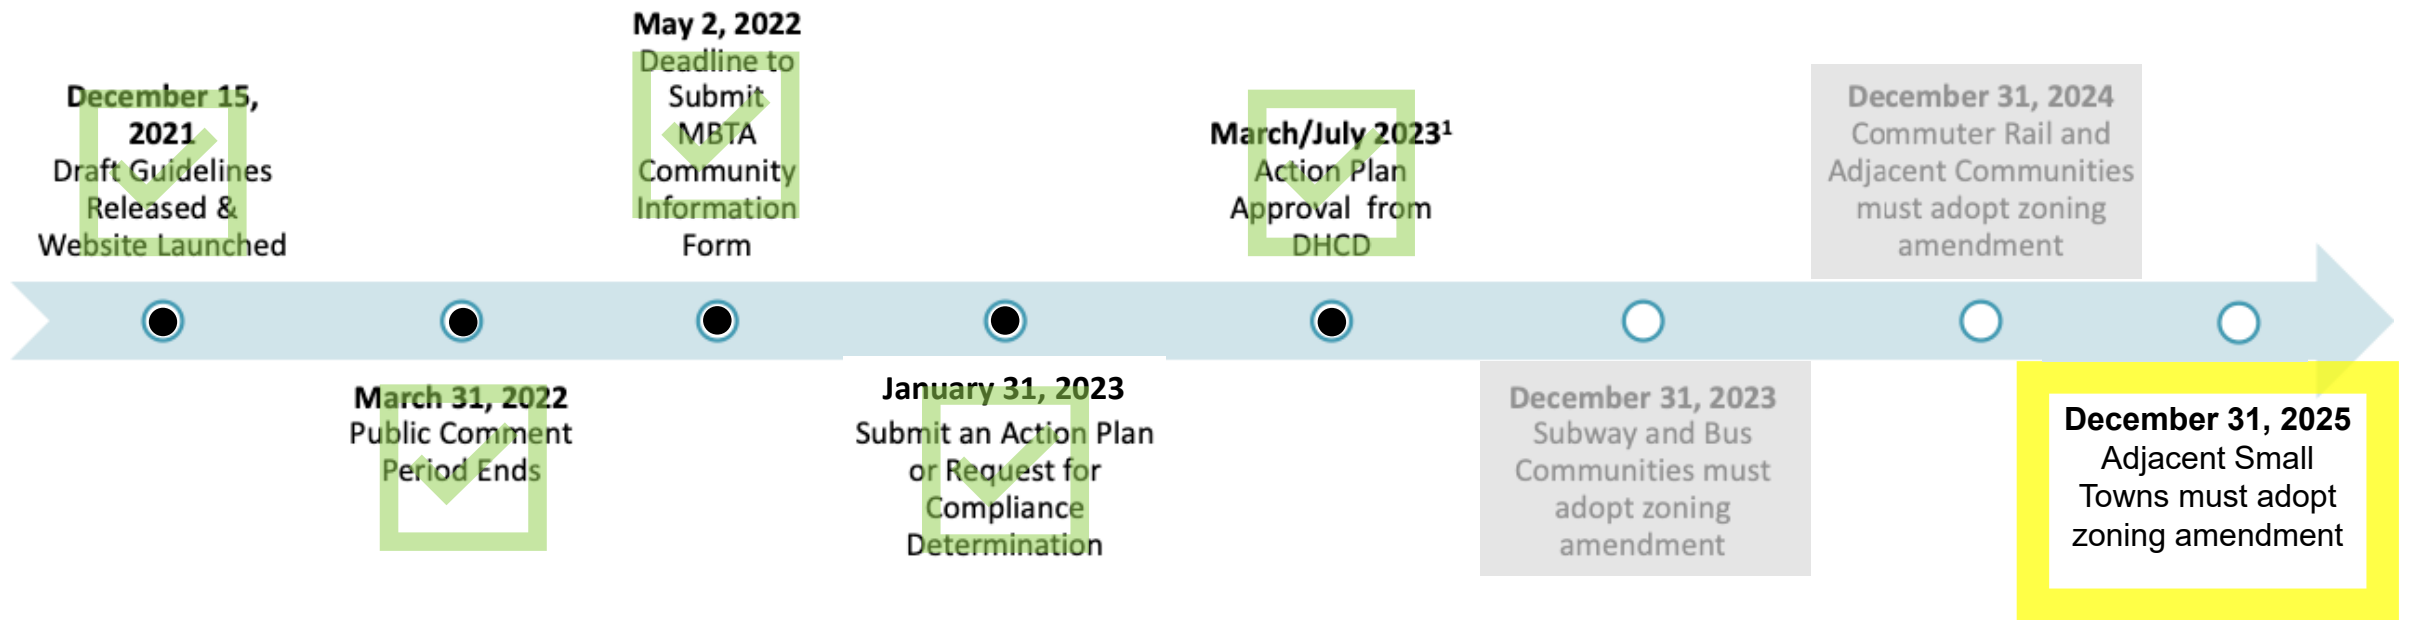 December 15,
2021
Draft Guidelines
Released &
Website Launched
March 31, 2022
Public Comment
Period Ends
May 2, 2022
Deadline to
Submit
MBTA
Community
Information
Form
January 31, 2023
Submit an Action Plan
or Request for
Compliance
Determination
March/July 2023¹
Action Plan
Approval from
DHCD
December 31, 2023
Subway and Bus
Communities must
adopt zoning
amendment
December 31, 2024
Commuter Rail and
Adjacent Communities
must adopt zoning
amendment
December 31, 2025
Adjacent Small
Towns must adopt
zoning amendment